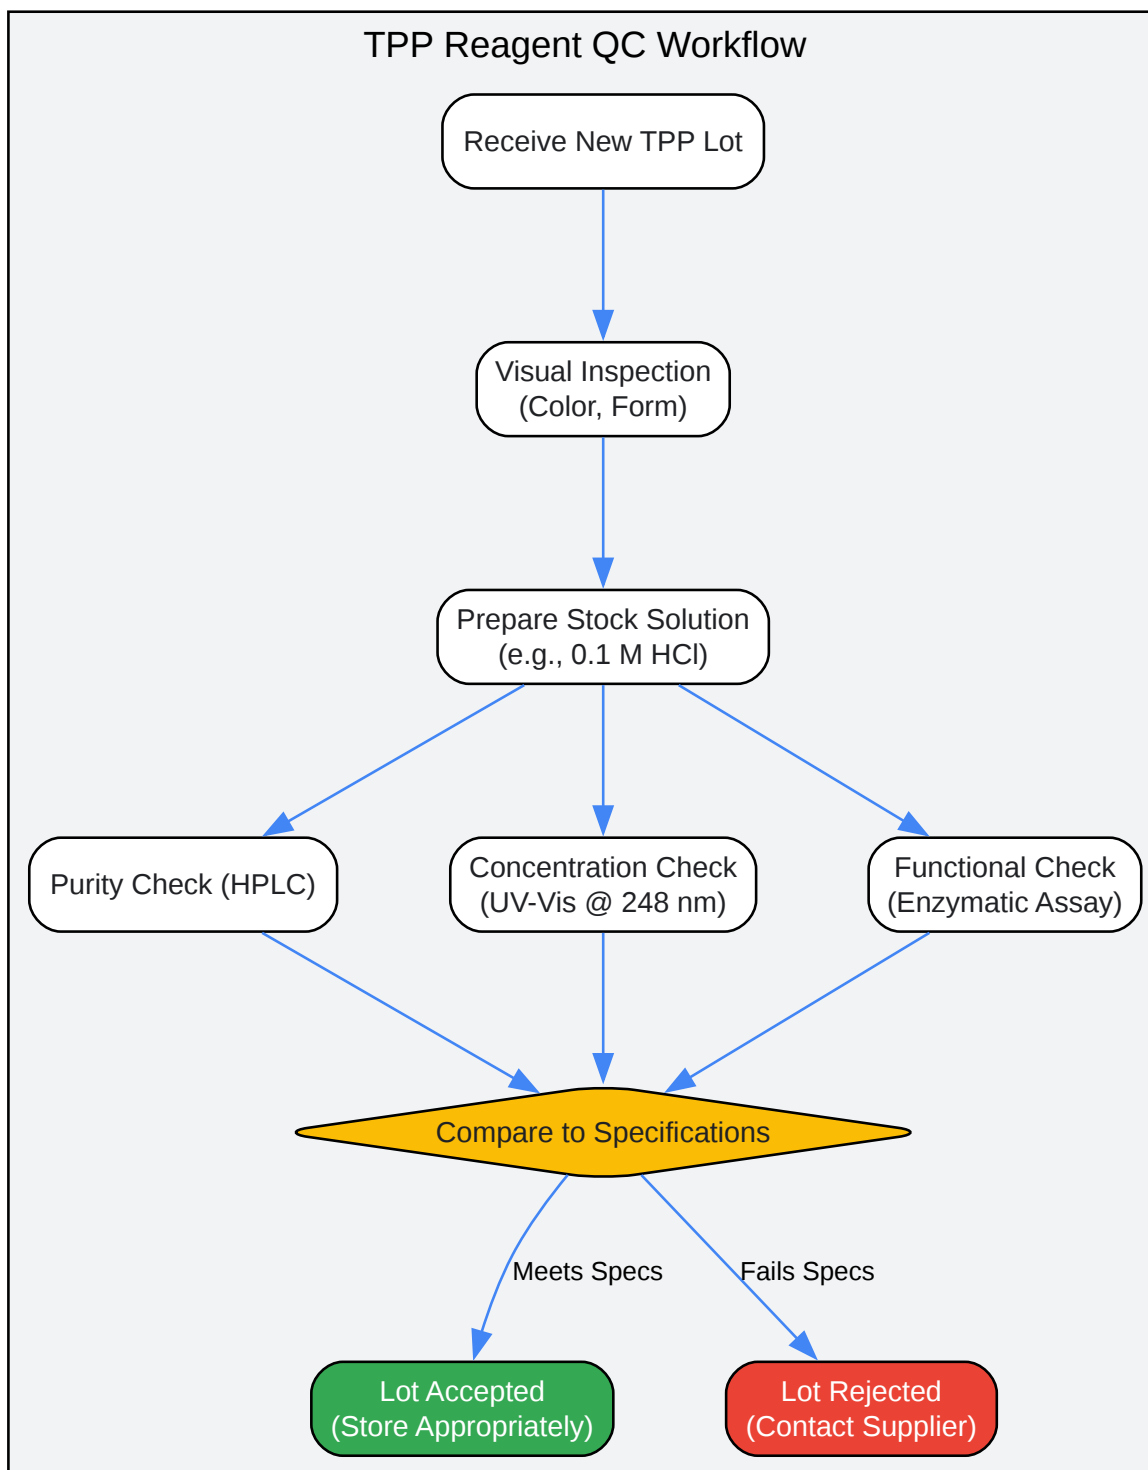 TPP Reagent QC Workflow
Receive New TPP Lot
Visual Inspection
(Color, Form)
Prepare Stock Solution
(e.g., 0.1 M HCl)
Purity Check (HPLC)
Concentration Check
(UV-Vis @ 248 nm)
Functional Check
(Enzymatic Assay)
Compare to Specifications
Meets Specs
Fails Specs
Lot Accepted
(Store Appropriately)
Lot Rejected
(Contact Supplier)